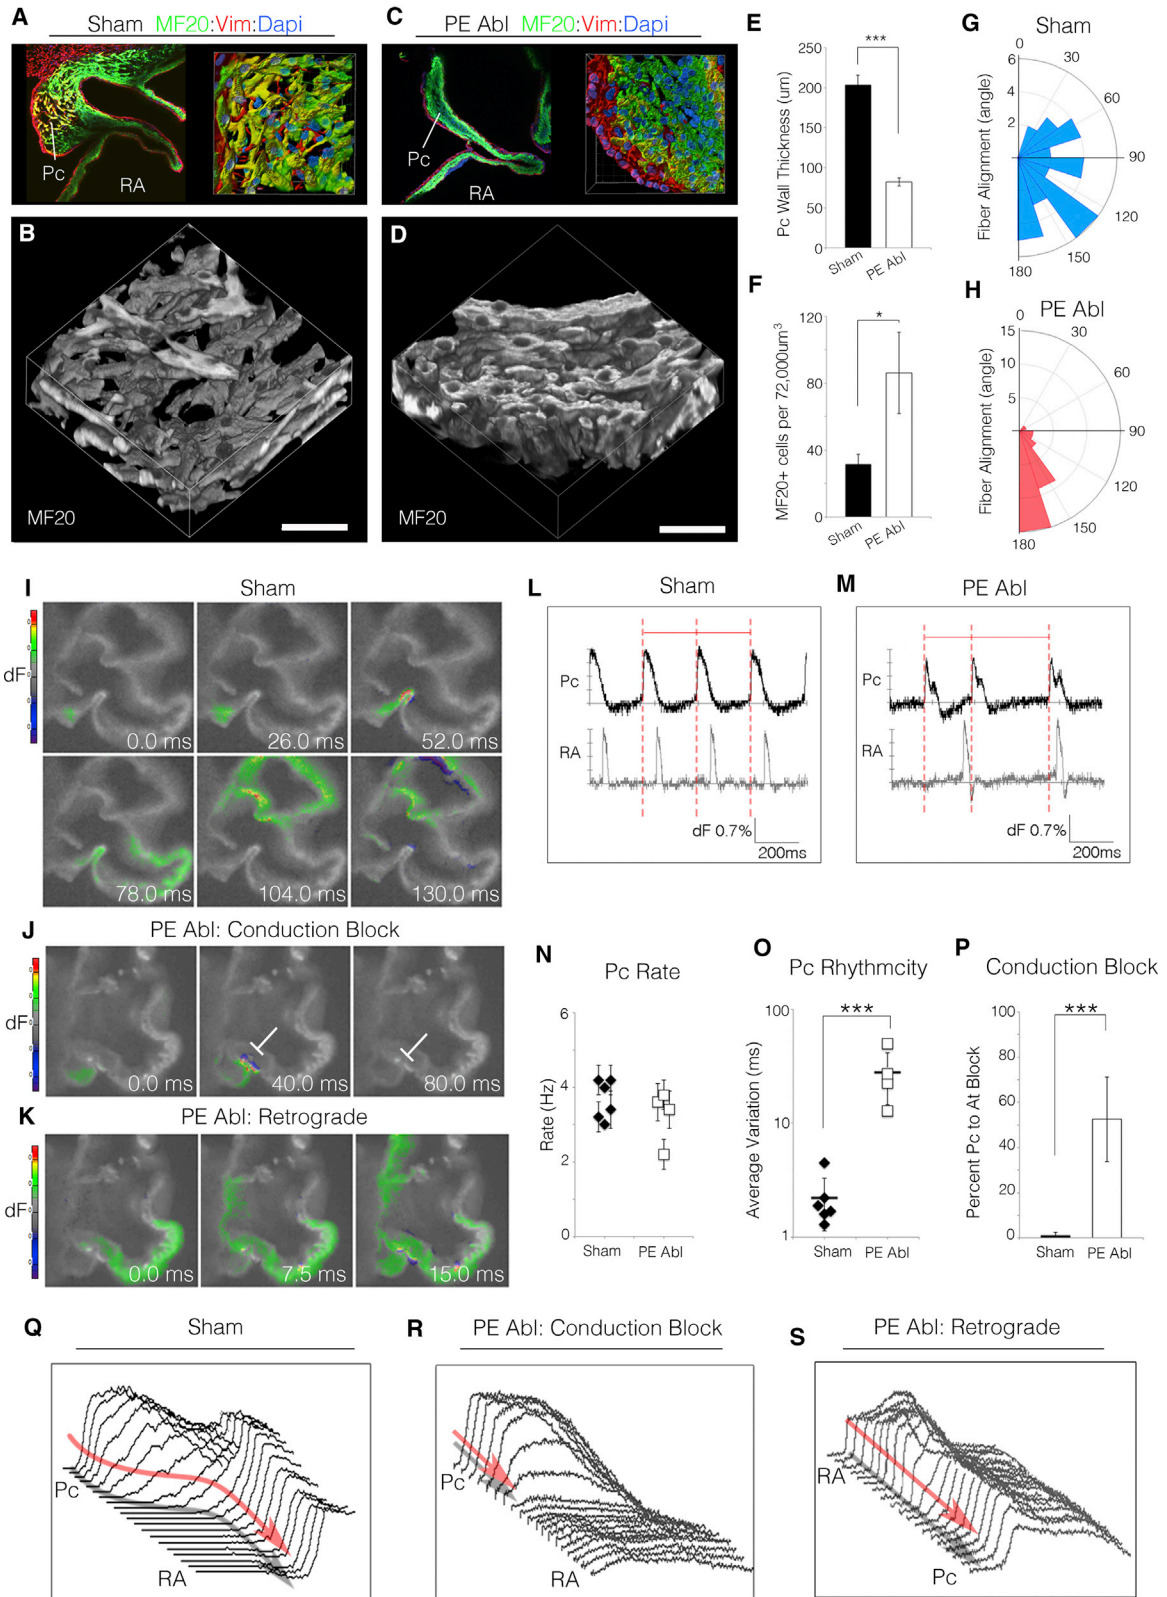 A Sham MF20:Vim:Dapi
Pc
RA
C PE Abl MF20:Vim:Dapi
Pc
RA
B
MF20
D
MF20
E
250
200
150
100
50
0
Pc Wall Thickness (um)
***
Sham
PE Abl
F
120
80
40
0
MF20+ cells per 72,000um³
*
Sham
PE Abl
G Sham
0
30
60
90
120
150
180
6
4
2
Fiber Alignment (angle)
H PE Abl
0
30
60
90
120
150
180
15
10
5
Fiber Alignment (angle)
I Sham
dF
0.0 ms
26.0 ms
52.0 ms
78.0 ms
104.0 ms
130.0 ms
J PE Abl: Conduction Block
dF
0.0 ms
40.0 ms
80.0 ms
K PE Abl: Retrograde
dF
0.0 ms
7.5 ms
15.0 ms
L Sham
Pc
RA
dF 0.7%
200ms
M PE Abl
Pc
RA
dF 0.7%
200ms
N Pc Rate
6
4
2
0
Rate (Hz)
Sham
PE Abl
O Pc Rhythmcity
***
100
10
1
Average Variation (ms)
Sham
PE Abl
P Conduction Block
***
100
80
60
40
20
0
Percent Pc to At Block
Sham
PE Abl
Q Sham
Pc
RA
R PE Abl: Conduction Block
Pc
RA
S PE Abl: Retrograde
RA
Pc